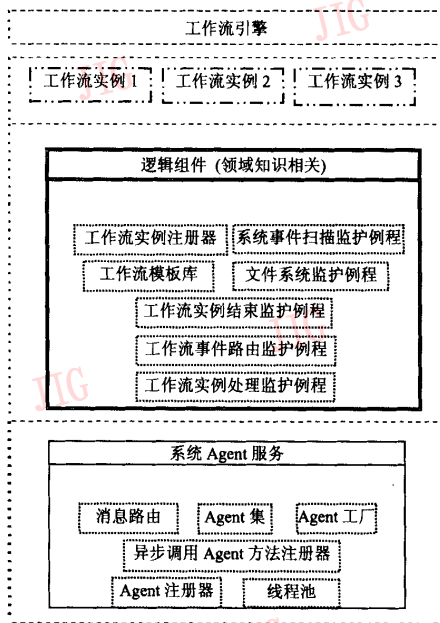 工作流引擎
JIG
工作流实例 1 工作流实例 2 工作流实例 3
JIG
逻辑组件 (领域知识相关)
工作流实例注册器 系统事件扫描监护例程
工作流模板库 文件系统监护例程
工作流实例结束监护例程
JIG
工作流事件路由监护例程
工作流实例处理监护例程
JIG
系统 Agent 服务
消息路由 Agent 集 Agent 工厂
异步调用 Agent 方法注册器
Agent 注册器 线程池